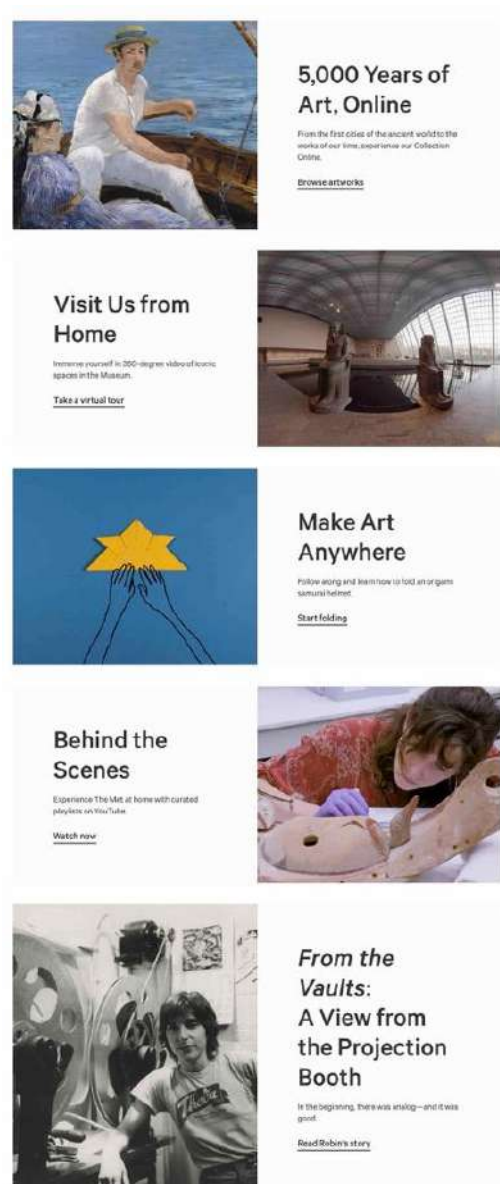 5,000 Years of
Art, Online
From the first cities of the ancient world to the
works of our time, experience our Collection
Online.
Browse artworks
Visit Us from
Home
Immerse yourself in 360-degree video of iconic
spaces in the Museum.
Take a virtual tour
Make Art
Anywhere
Follow along and learn how to fold an origami
samurai helmet.
Start folding
Behind the
Scenes
Experience The Met at home with curated
playlists on YouTube.
Watch now
From the
Vaults:
A View from
the Projection
Booth
In the beginning, there was analog—and it was
good.
Read Robin's story